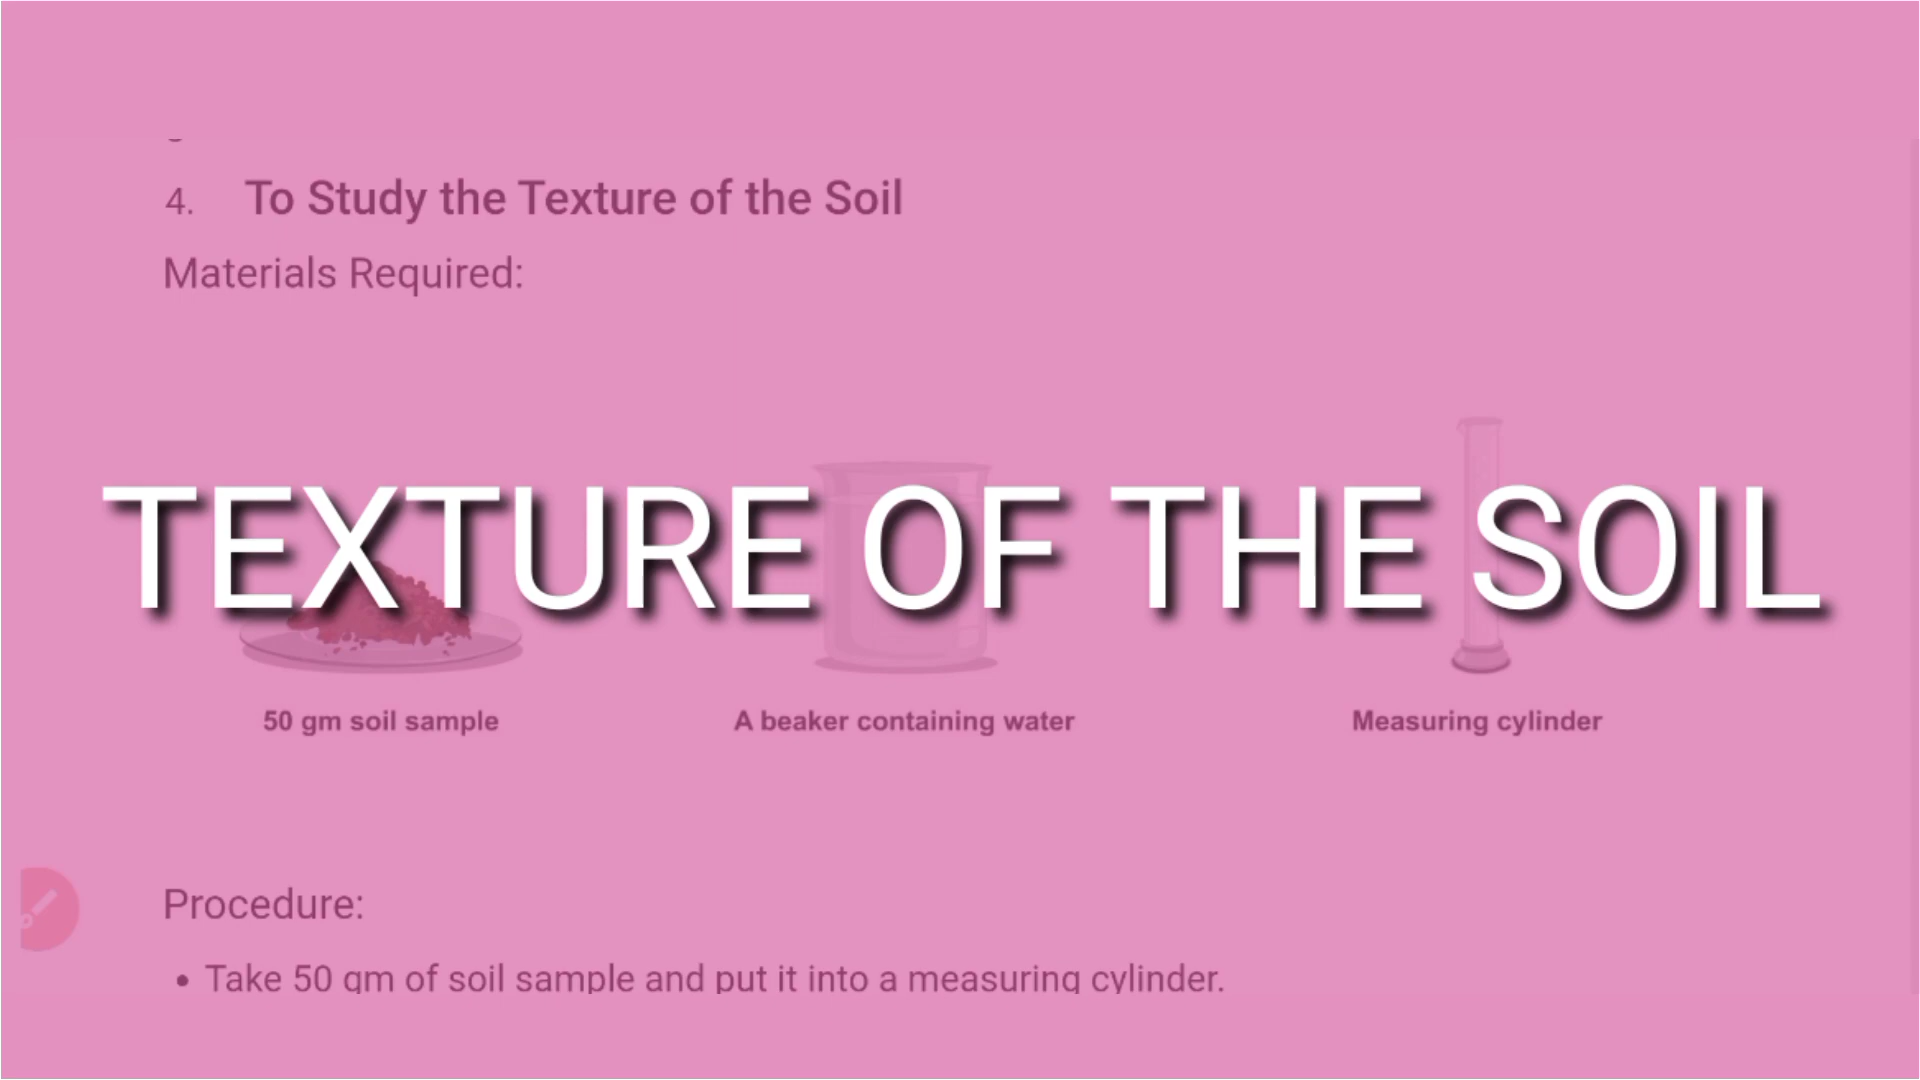 4. To Study the Texture of the Soil
Materials Required:
TEXTURE OF THE SOIL
50 gm soil sample
A beaker containing water
Measuring cylinder
Procedure:
• Take 50 gm of soil sample and put it into a measuring cylinder.